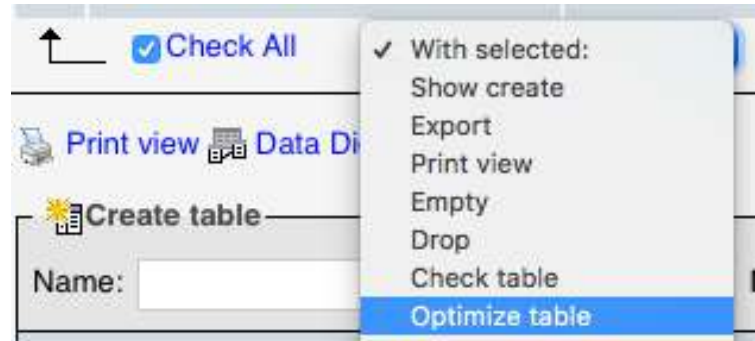 Check All
✓ With selected:
Show create
Export
Print view
Empty
Drop
Check table
Optimize table
Print view Data Di
Create table
Name: